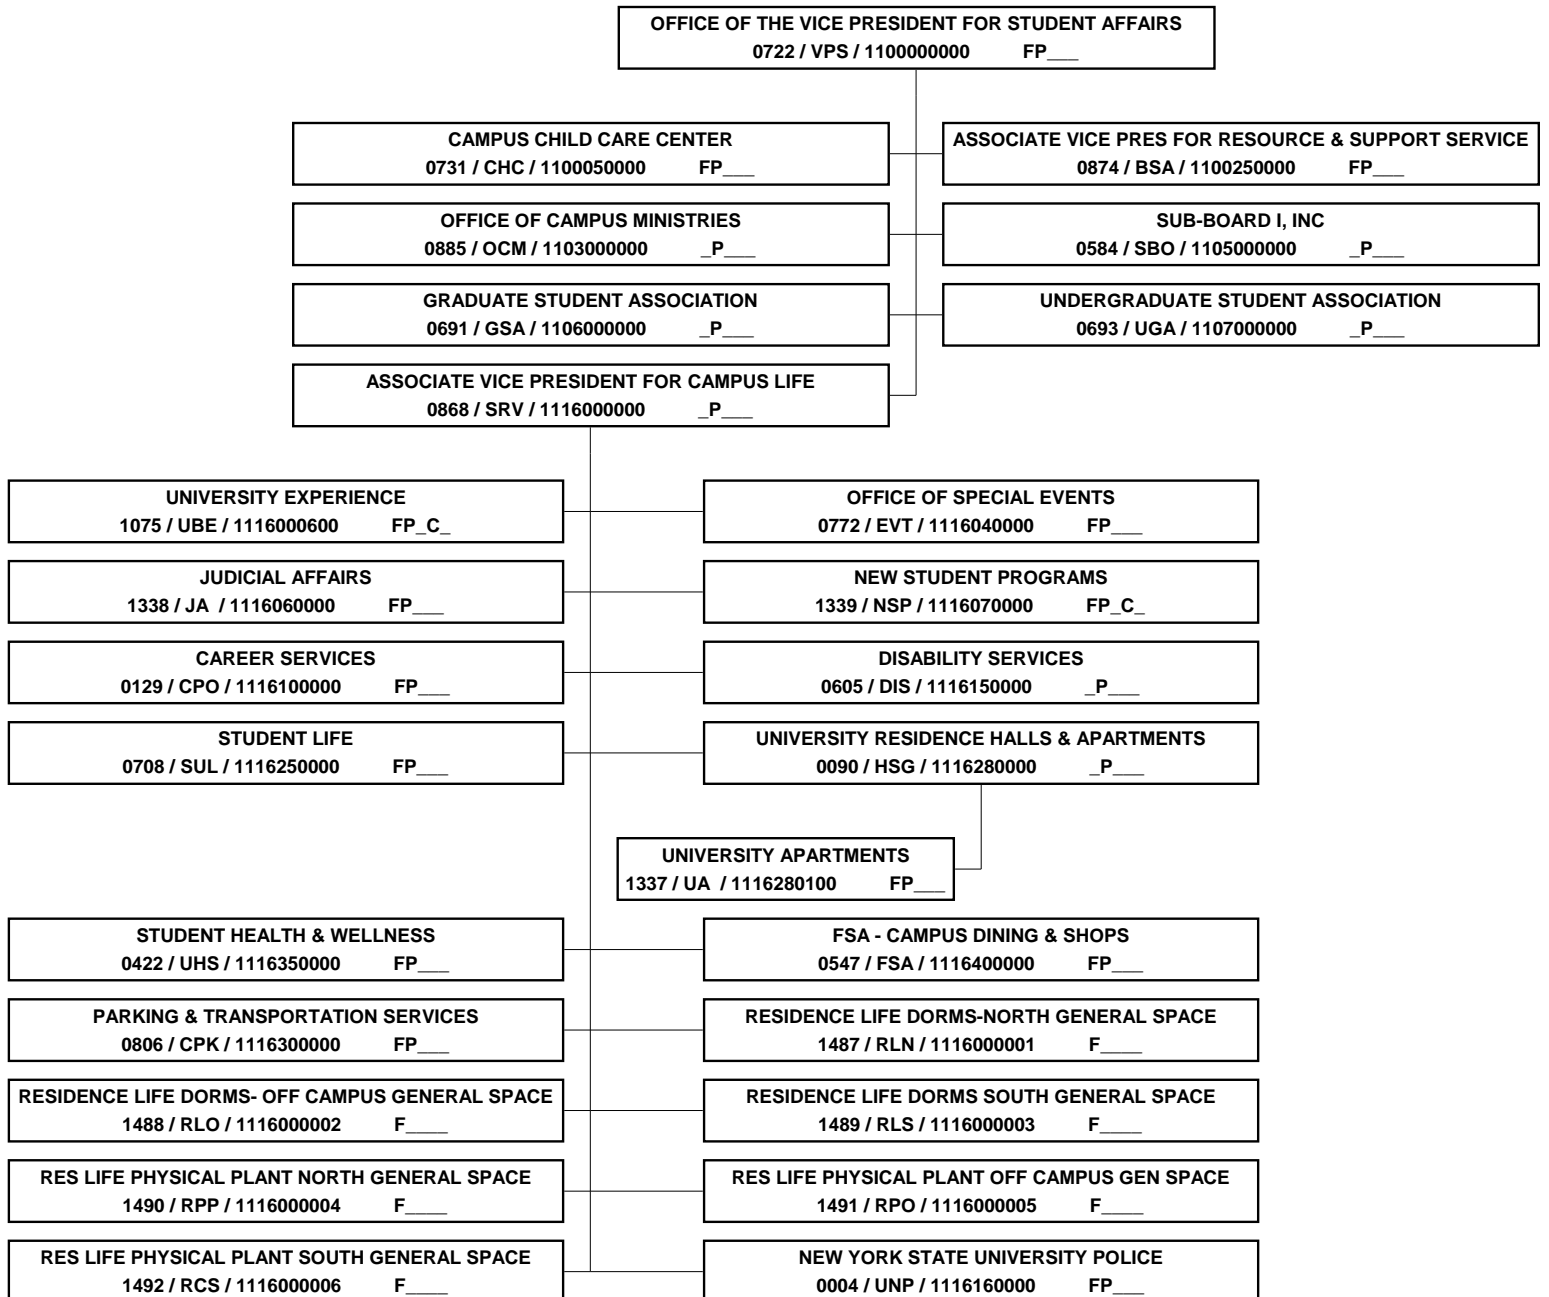 OFFICE OF THE VICE PRESIDENT FOR STUDENT AFFAIRS
0722 / VPS / 1100000000 FP___
CAMPUS CHILD CARE CENTER
0731 / CHC / 1100050000 FP___
ASSOCIATE VICE PRES FOR RESOURCE & SUPPORT SERVICE
0874 / BSA / 1100250000 FP___
OFFICE OF CAMPUS MINISTRIES
0885 / OCM / 1103000000 _P___
SUB-BOARD I, INC
0584 / SBO / 1105000000 _P___
GRADUATE STUDENT ASSOCIATION
0691 / GSA / 1106000000 _P___
UNDERGRADUATE STUDENT ASSOCIATION
0693 / UGA / 1107000000 _P___
ASSOCIATE VICE PRESIDENT FOR CAMPUS LIFE
0868 / SRV / 1116000000 _P___
UNIVERSITY EXPERIENCE
1075 / UBE / 1116000600 FP_C_
OFFICE OF SPECIAL EVENTS
0772 / EVT / 1116040000 FP___
JUDICIAL AFFAIRS
1338 / JA / 1116060000 FP___
NEW STUDENT PROGRAMS
1339 / NSP / 1116070000 FP_C_
CAREER SERVICES
0129 / CPO / 1116100000 FP___
DISABILITY SERVICES
0605 / DIS / 1116150000 _P___
STUDENT LIFE
0708 / SUL / 1116250000 FP___
UNIVERSITY RESIDENCE HALLS & APARTMENTS
0090 / HSG / 1116280000 _P___
UNIVERSITY APARTMENTS
1337 / UA / 1116280100 FP___
STUDENT HEALTH & WELLNESS
0422 / UHS / 1116350000 FP___
FSA - CAMPUS DINING & SHOPS
0547 / FSA / 1116400000 FP___
PARKING & TRANSPORTATION SERVICES
0806 / CPK / 1116300000 FP___
RESIDENCE LIFE DORMS-NORTH GENERAL SPACE
1487 / RLN / 1116000001 F____
RESIDENCE LIFE DORMS- OFF CAMPUS GENERAL SPACE
1488 / RLO / 1116000002 F____
RESIDENCE LIFE DORMS SOUTH GENERAL SPACE
1489 / RLS / 1116000003 F____
RES LIFE PHYSICAL PLANT NORTH GENERAL SPACE
1490 / RPP / 1116000004 F____
RES LIFE PHYSICAL PLANT OFF CAMPUS GEN SPACE
1491 / RPO / 1116000005 F____
RES LIFE PHYSICAL PLANT SOUTH GENERAL SPACE
1492 / RCS / 1116000006 F____
NEW YORK STATE UNIVERSITY POLICE
0004 / UNP / 1116160000 FP___